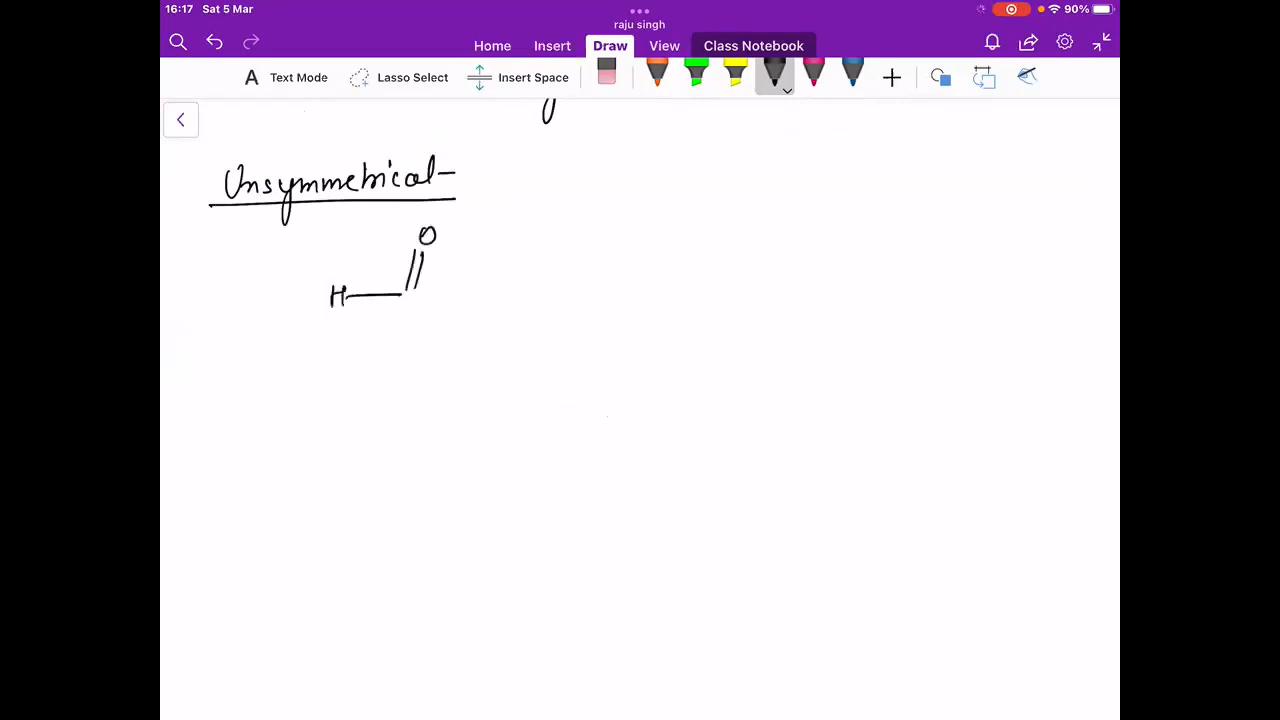 16:17 Sat 5 Mar
90%
raju singh
Home Insert Draw View Class Notebook
A Text Mode Lasso Select Insert Space
Unsymmetrical-
O
H